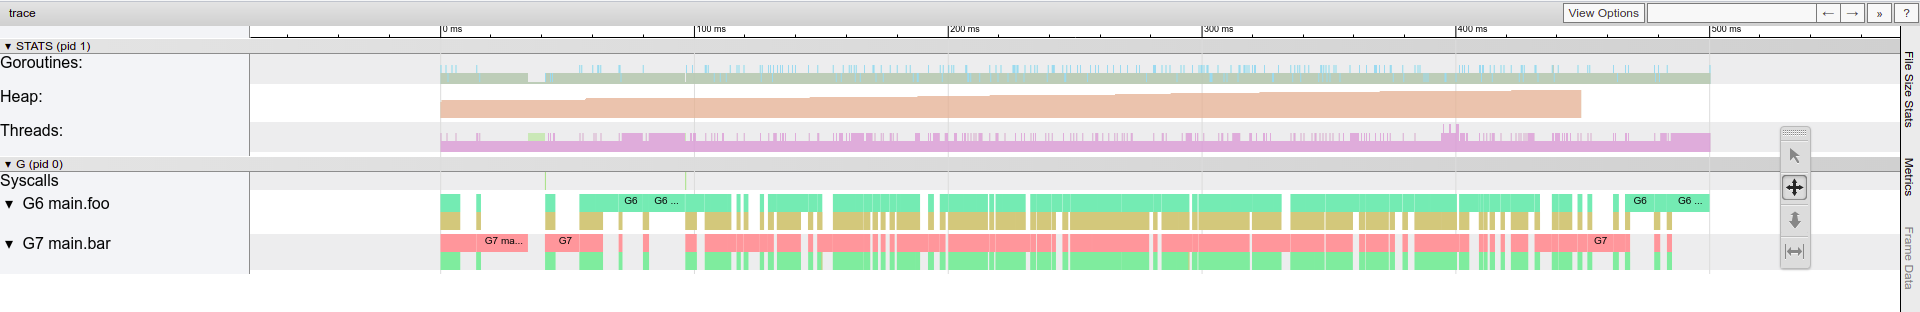 trace
View Options
← → » ?
0 ms 100 ms 200 ms 300 ms 400 ms 500 ms
▼ STATS (pid 1)
Goroutines:
Heap:
Threads:
▼ G (pid 0)
Syscalls
▼ G6 main.foo
G6 G6 ... G6 G6 ...
▼ G7 main.bar
G7 ma... G7 G7
File Size Stats
Metrics
Frame Data